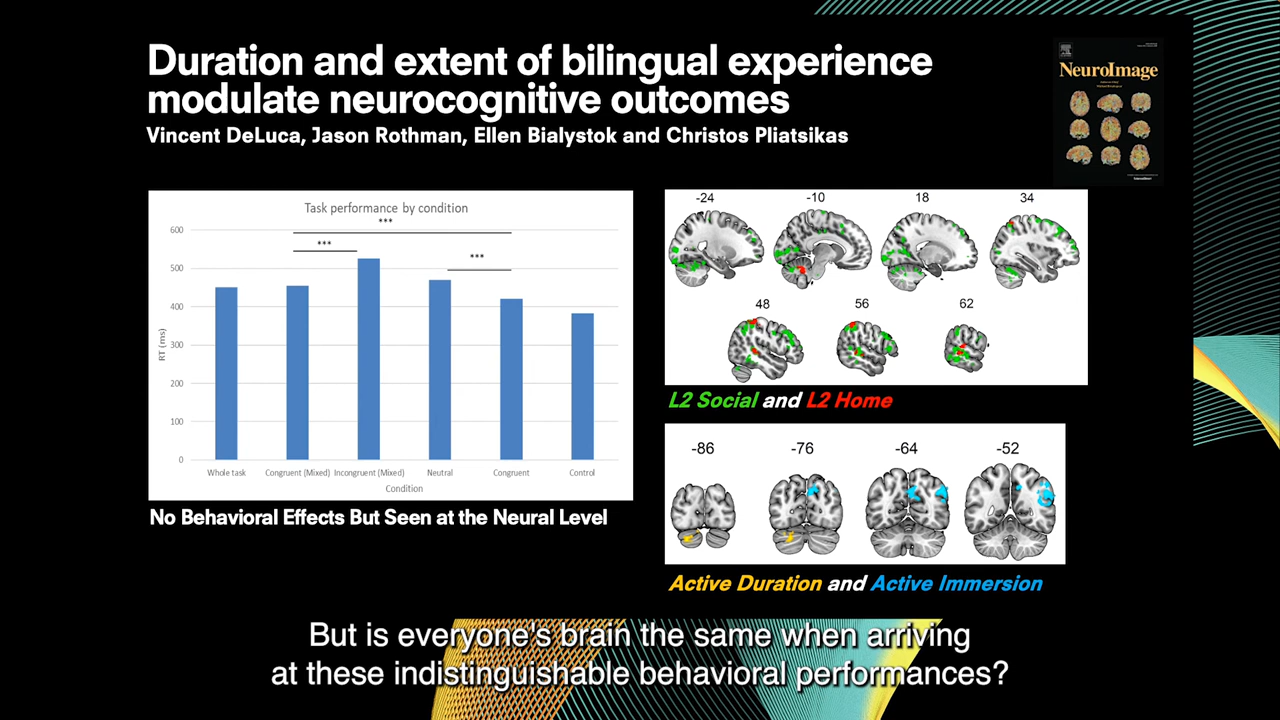 Duration and extent of bilingual experience
modulate neurocognitive outcomes
Vincent DeLuca, Jason Rothman, Ellen Bialystok and Christos Pliatsikas
NeuroImage
Task performance by condition
***
***
***
600
500
400
300
200
100
0
RT (ms)
Whole task
Congruent (Mixed)
Incongruent (Mixed)
Neutral
Congruent
Control
Condition
No Behavioral Effects But Seen at the Neural Level
-24 -10 18 34
48 56 62
L2 Social and L2 Home
-86 -76 -64 -52
Active Duration and Active Immersion
But is everyone's brain the same when arriving
at these indistinguishable behavioral performances?